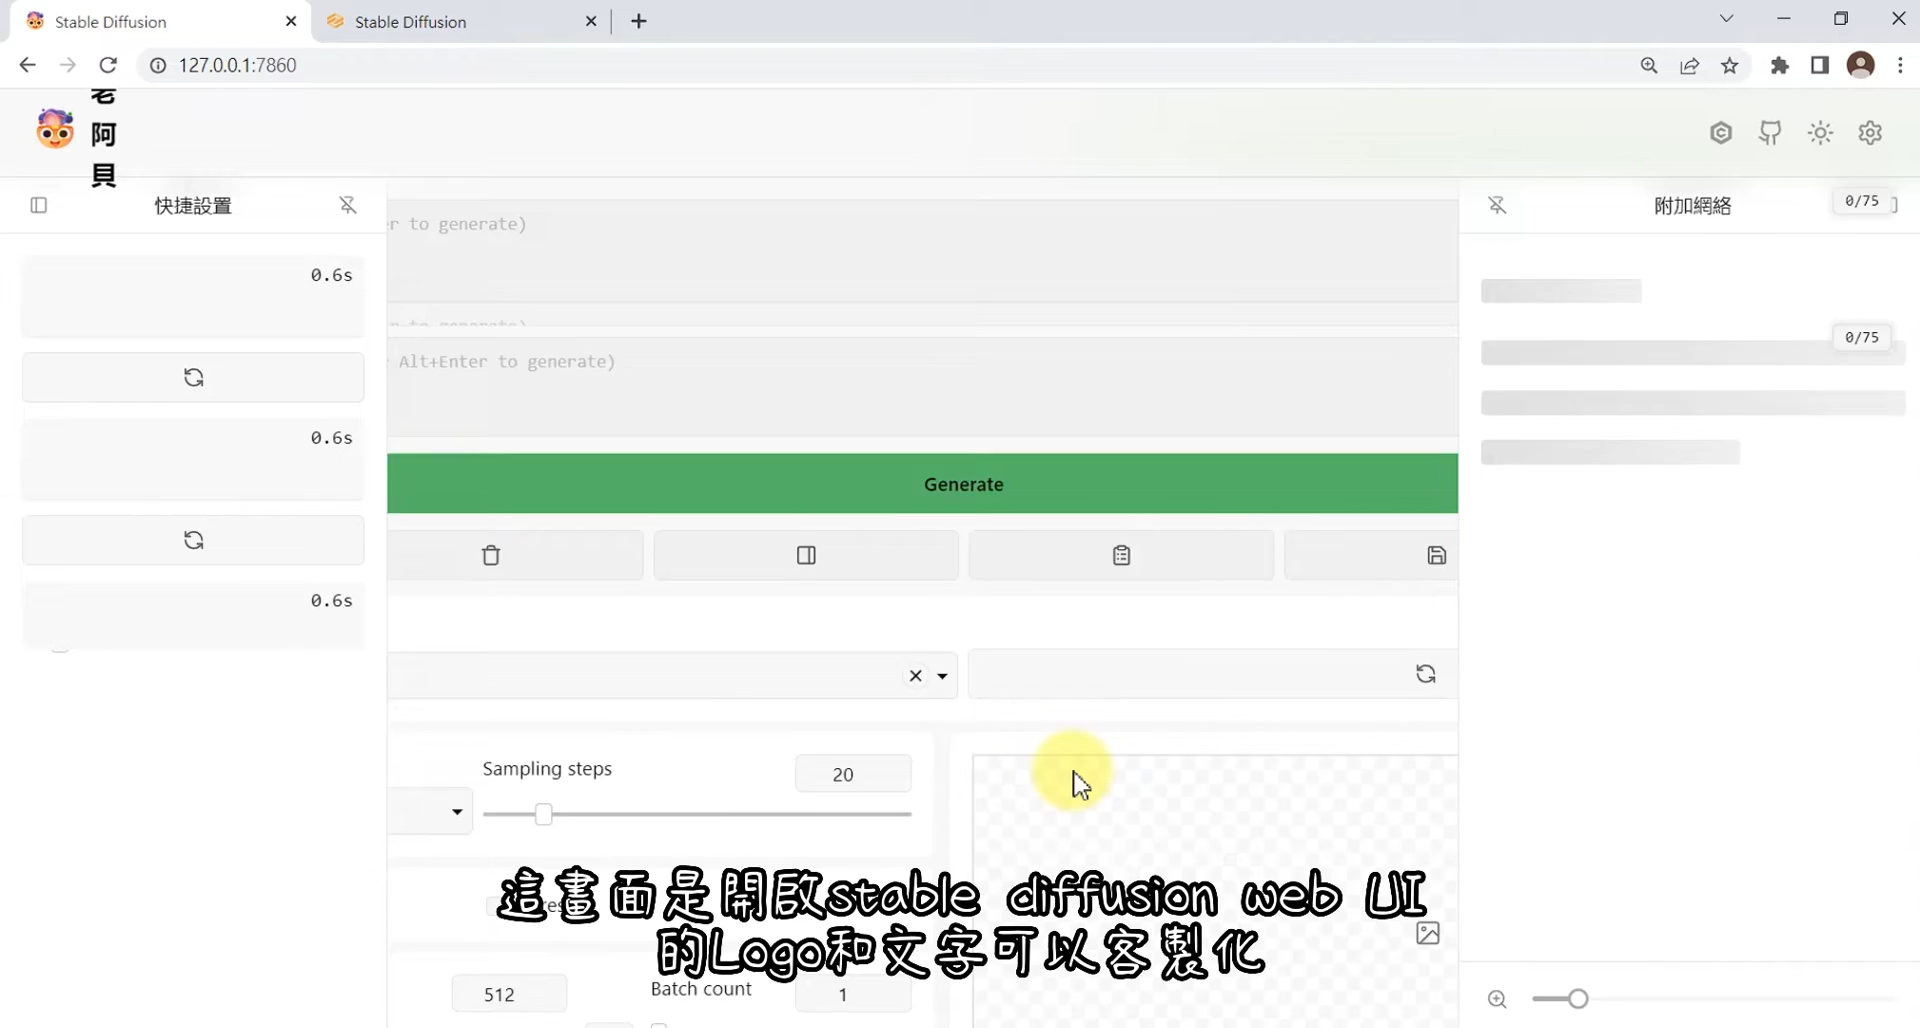 Stable Diffusion
Stable Diffusion
127.0.0.1:7860
老
阿
貝
快捷設置
附加網絡
0/75
r to generate)
0.6s
0/75
Alt+Enter to generate)
0.6s
Generate
0.6s
Sampling steps
20
這畫面是開啟stable diffusion web UI
的Logo和文字可以客製化
512
Batch count
1